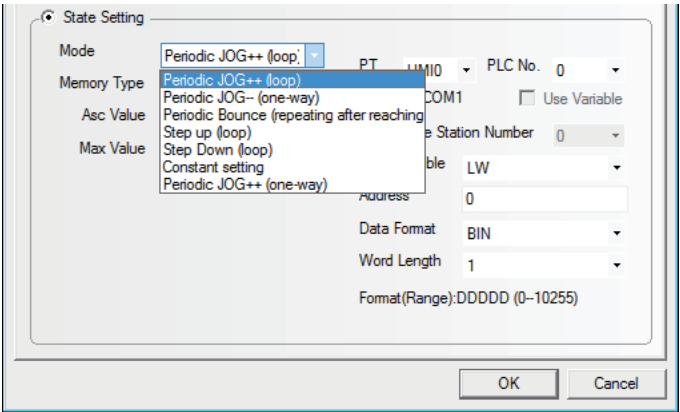 State Setting
Mode
Periodic JOG++ (loop)
PT
HMI0
PLC No.
0
Memory Type
Periodic JOG++ (loop)
Periodic JOG-- (one-way)
Periodic Bounce (repeating after reaching
Step up (loop)
Step Down (loop)
Constant setting
Periodic JOG++ (one-way)
COM1
Use Variable
Asc Value
Station Number
0
Max Value
LW
Address
0
Data Format
BIN
Word Length
1
Format(Range):DDDDD (0--10255)
OK
Cancel